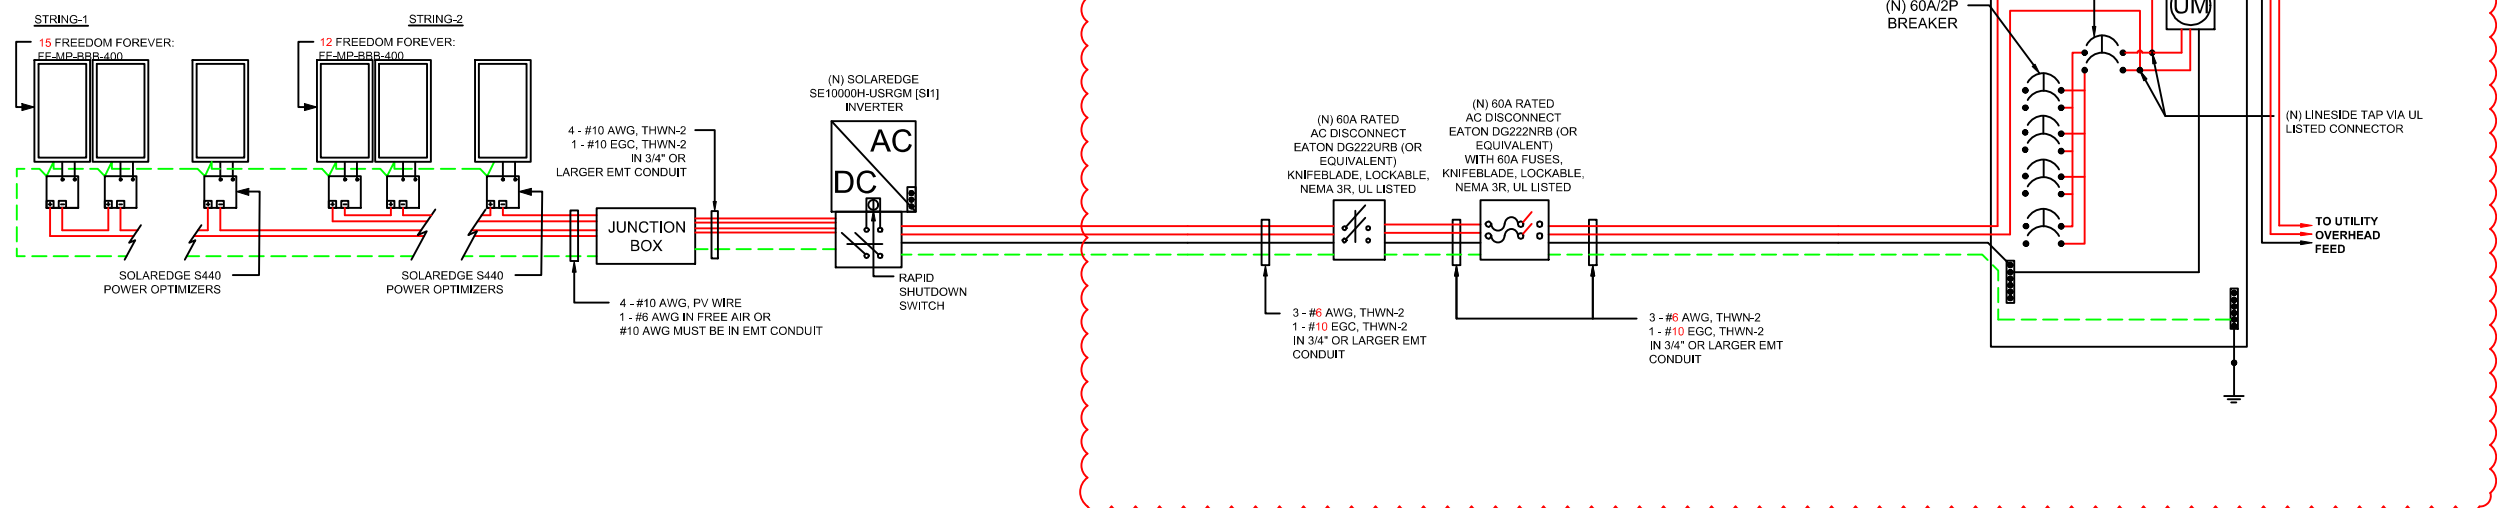 STRING-1
15 FREEDOM FOREVER:
FF-MP-BBB-400
STRING-2
12 FREEDOM FOREVER:
FF-MP-BBB-400
SOLAREDGE S440
POWER OPTIMIZERS
SOLAREDGE S440
POWER OPTIMIZERS
4 - #10 AWG, THWN-2
1 - #10 EGC, THWN-2
IN 3/4" OR
LARGER EMT CONDUIT
JUNCTION
BOX
4 - #10 AWG, PV WIRE
1 - #6 AWG IN FREE AIR OR
#10 AWG MUST BE IN EMT CONDUIT
(N) SOLAREDGE
SE10000H-USRGM [SI1]
INVERTER
AC
DC
RAPID
SHUTDOWN
SWITCH
(N) 60A RATED
AC DISCONNECT
EATON DG222URB (OR
EQUIVALENT)
KNIFEBLADE, LOCKABLE,
NEMA 3R, UL LISTED
(N) 60A RATED
AC DISCONNECT
EATON DG222NRB (OR
EQUIVALENT)
WITH 60A FUSES,
KNIFEBLADE, LOCKABLE,
NEMA 3R, UL LISTED
3 - #6 AWG, THWN-2
1 - #10 EGC, THWN-2
IN 3/4" OR LARGER EMT
CONDUIT
3 - #6 AWG, THWN-2
1 - #10 EGC, THWN-2
IN 3/4" OR LARGER EMT
CONDUIT
(N) 60A/2P
BREAKER
UM
(N) LINESIDE TAP VIA UL
LISTED CONNECTOR
TO UTILITY
OVERHEAD
FEED